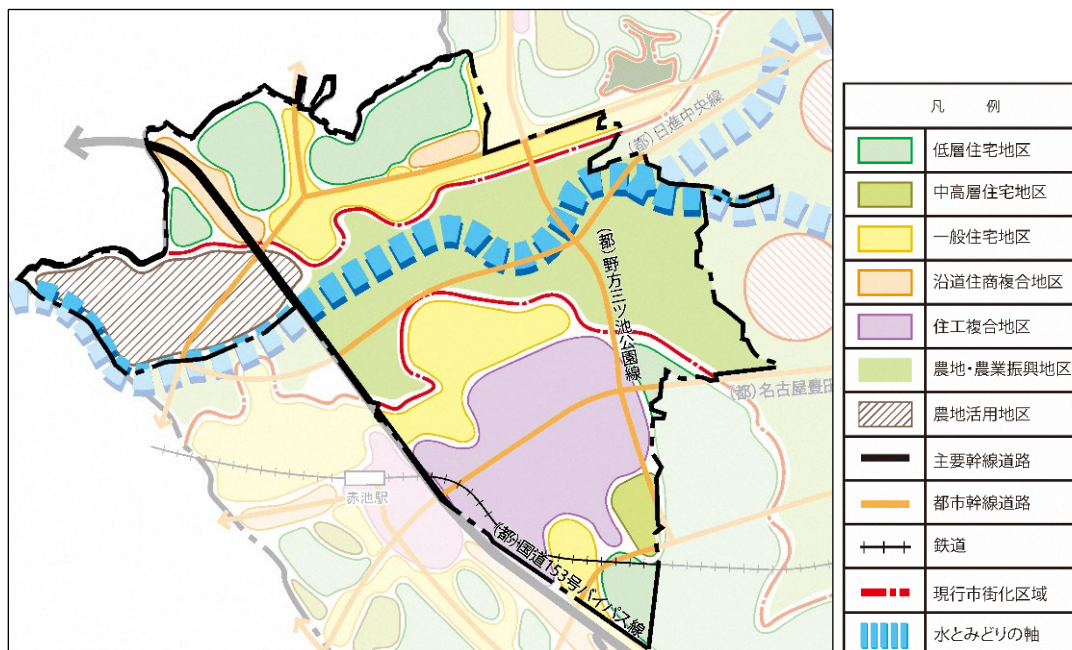 (都)日進中央線
(都)野方三ツ池公園線
(都)名古屋豊田
赤池駅
(都)国道153号バイパス線
凡 例
低層住宅地区
中高層住宅地区
一般住宅地区
沿道住商複合地区
住工複合地区
農地・農業振興地区
農地活用地区
主要幹線道路
都市幹線道路
鉄道
現行市街化区域
水とみどりの軸